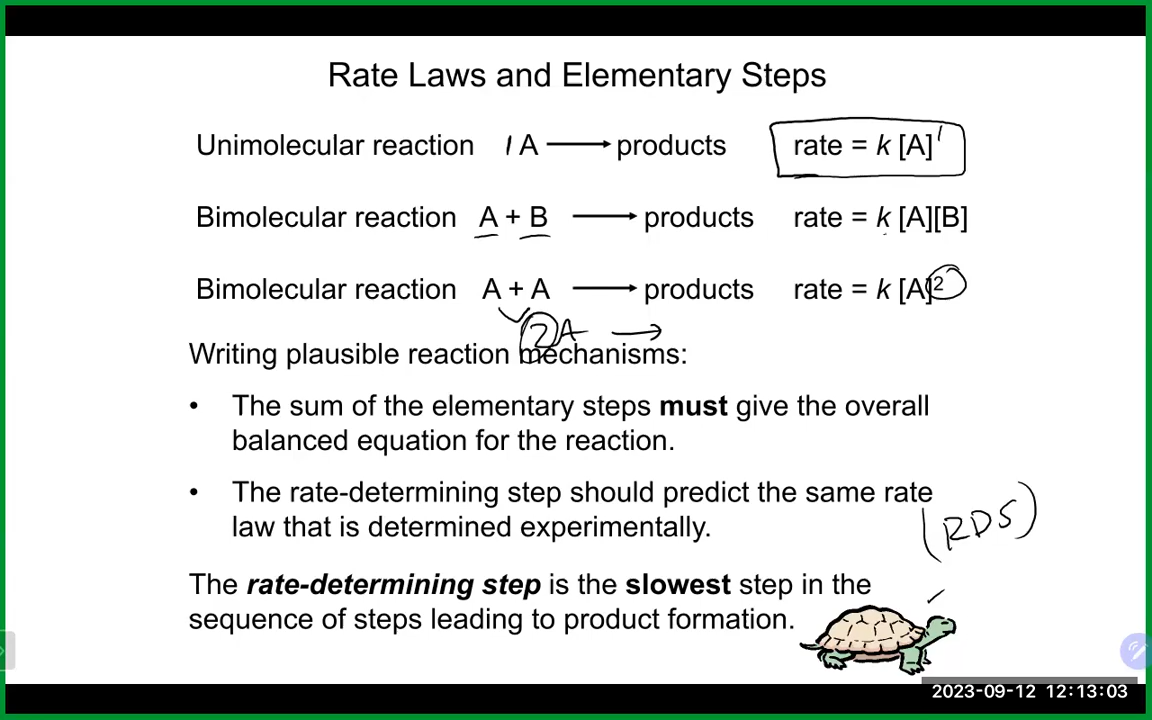 Rate Laws and Elementary Steps
Unimolecular reaction 1 A → products rate = k [A]1
Bimolecular reaction A + B → products rate = k [A][B]
Bimolecular reaction A + A → products rate = k [A]2
2A →
Writing plausible reaction mechanisms:
• The sum of the elementary steps must give the overall
balanced equation for the reaction.
• The rate-determining step should predict the same rate
law that is determined experimentally.
(RDS)
The rate-determining step is the slowest step in the
sequence of steps leading to product formation.
2023-09-12 12:13:03